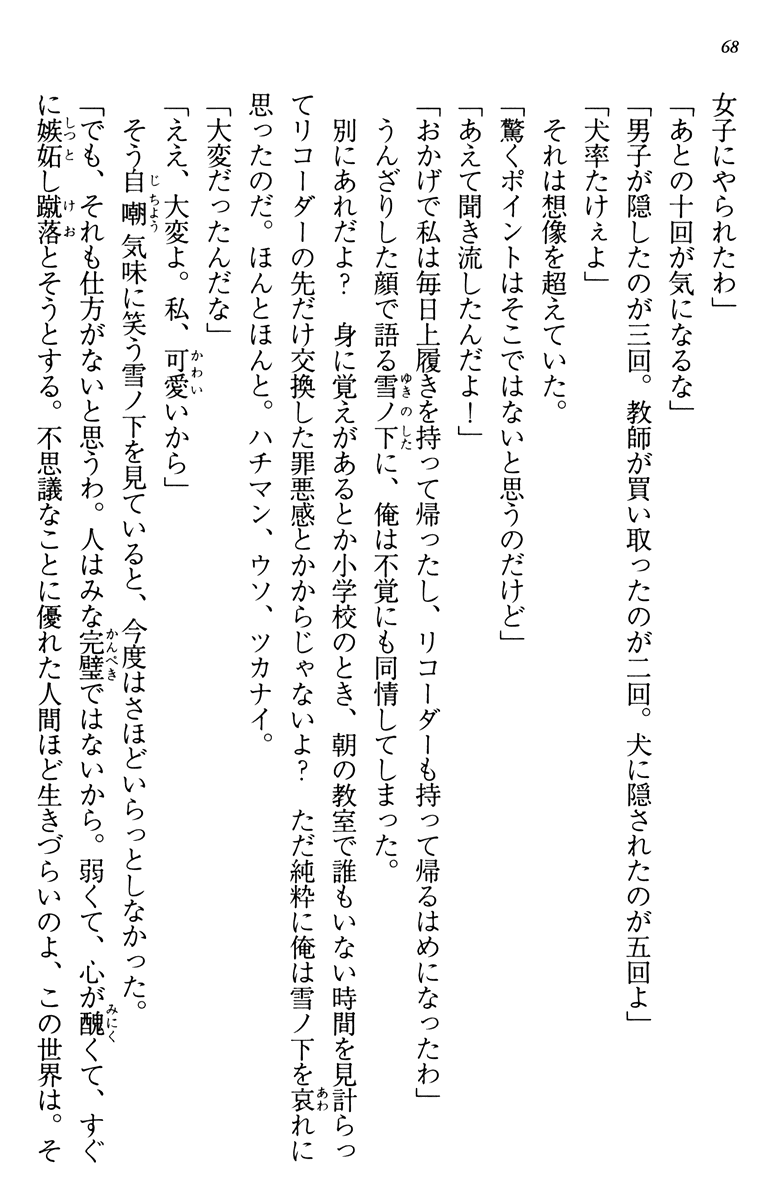 68
女子にやられたわ」
「あとの十回が気になるな」
「男子が隠したのが三回。教師が買い取ったのが二回。犬に隠されたのが五回よ」
「犬率たけぇよ」
それは想像を超えていた。
「驚くポイントはそこではないと思うのだけど」
「あえて聞き流したんだよ！」
「おかげで私は毎日上履きを持って帰ったし、リコーダーも持って帰るはめになったわ」
うんざりした顔で語る雪ノ下に、俺は不覚にも同情してしまった。
別にあれだよ？　身に覚えがあるとか小学校のとき、朝の教室で誰もいない時間を見計らっ
てリコーダーの先だけ交換した罪悪感とかからじゃないよ？　ただ純粋に俺は雪ノ下を哀れに
思ったのだ。ほんとほんと。ハチマン、ウソ、ツカナイ。
「大変だったんだな」
「ええ、大変よ。私、可愛いから」
そう自嘲気味に笑う雪ノ下を見ていると、今度はさほどいらっとしなかった。
「でも、それも仕方がないと思うわ。人はみな完璧ではないから。弱くて、心が醜くて、すぐ
に嫉妬し蹴落とそうとする。不思議なことに優れた人間ほど生きづらいのよ、この世界は。そ